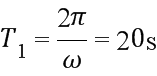 T₁ = 2π/ω = 20s